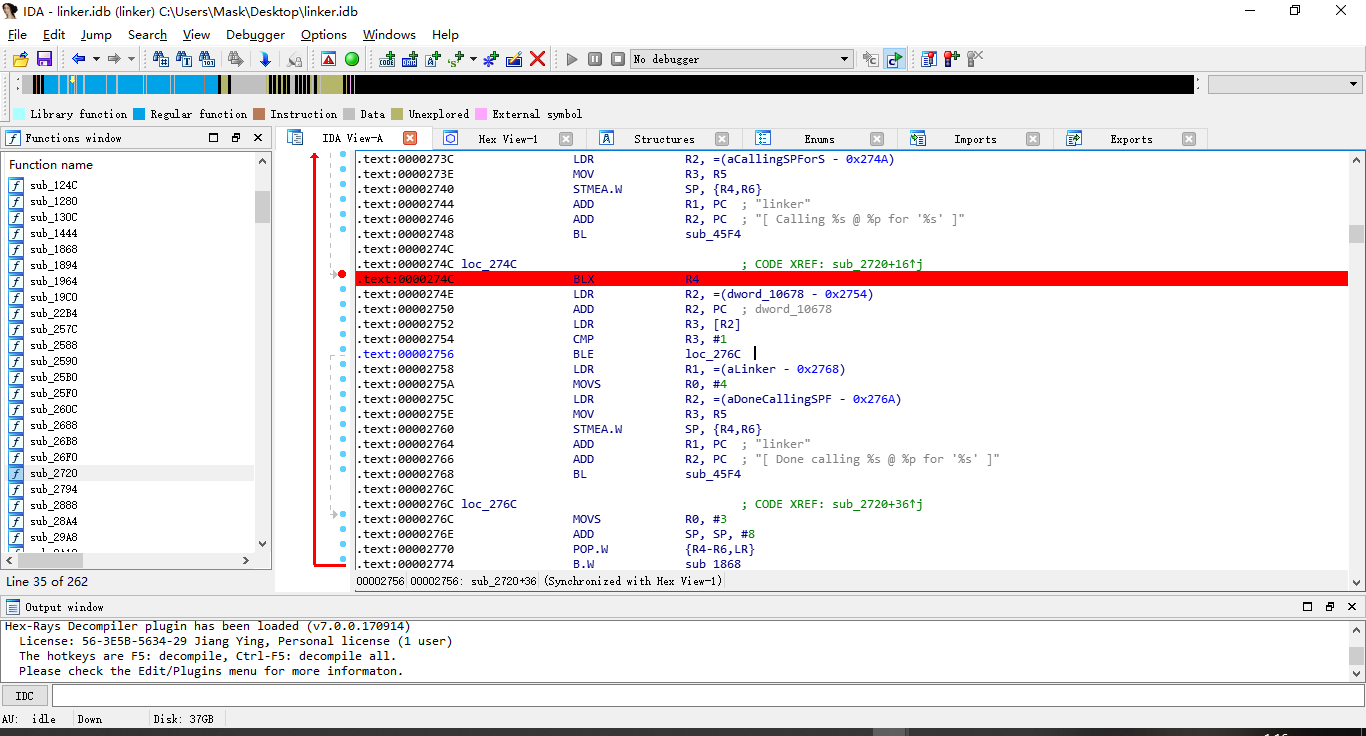 IDA - linker.idb (linker) C:\Users\Mask\Desktop\linker.idb
File Edit Jump Search View Debugger Options Windows Help
No debugger
Library function Regular function Instruction Data Unexplored External symbol
Functions window
IDA View-A Hex View-1 Structures Enums Imports Exports
Function name
sub_124C
sub_1280
sub_130C
sub_1444
sub_1868
sub_1894
sub_1964
sub_19C0
sub_22B4
sub_257C
sub_2588
sub_2590
sub_25B0
sub_25F0
sub_260C
sub_2688
sub_26B8
sub_26F0
sub_2720
sub_2794
sub_2888
sub_28A4
sub_29A8
Line 35 of 262
.text:0000273C LDR R2, =(aCallingSPForS - 0x274A)
.text:0000273E MOV R3, R5
.text:00002740 STMEA.W SP, {R4,R6}
.text:00002744 ADD R1, PC ; "linker"
.text:00002746 ADD R2, PC ; "[ Calling %s @ %p for '%s' ]"
.text:00002748 BL sub_45F4
.text:0000274C
.text:0000274C loc_274C ; CODE XREF: sub_2720+16↑j
.text:0000274C BLX R4
.text:0000274E LDR R2, =(dword_10678 - 0x2754)
.text:00002750 ADD R2, PC ; dword_10678
.text:00002752 LDR R3, [R2]
.text:00002754 CMP R3, #1
.text:00002756 BLE loc_276C
.text:00002758 LDR R1, =(aLinker - 0x2768)
.text:0000275A MOVS R0, #4
.text:0000275C LDR R2, =(aDoneCallingSPF - 0x276A)
.text:0000275E MOV R3, R5
.text:00002760 STMEA.W SP, {R4,R6}
.text:00002764 ADD R1, PC ; "linker"
.text:00002766 ADD R2, PC ; "[ Done calling %s @ %p for '%s' ]"
.text:00002768 BL sub_45F4
.text:0000276C
.text:0000276C loc_276C ; CODE XREF: sub_2720+36↑j
.text:0000276C MOVS R0, #3
.text:0000276E ADD SP, SP, #8
.text:00002770 POP.W {R4-R6,LR}
.text:00002774 B.W sub_1868
00002756 00002756: sub_2720+36 (Synchronized with Hex View-1)
Output window
Hex-Rays Decompiler plugin has been loaded (v7.0.0.170914)
License: 56-3E5B-5634-29 Jiang Ying, Personal license (1 user)
The hotkeys are F5: decompile, Ctrl-F5: decompile all.
Please check the Edit/Plugins menu for more informaton.
IDC
AU: idle Down Disk: 37GB